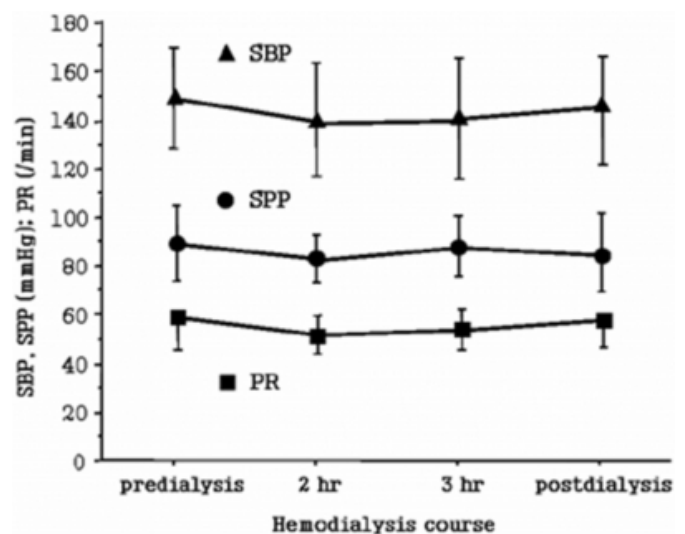 180
160
140
120
100
80
60
40
20
0
SBP, SPP (mmHg); PR (/min)
SBP
SPP
PR
predialysis 2 hr 3 hr postdialysis
Hemodialysis course